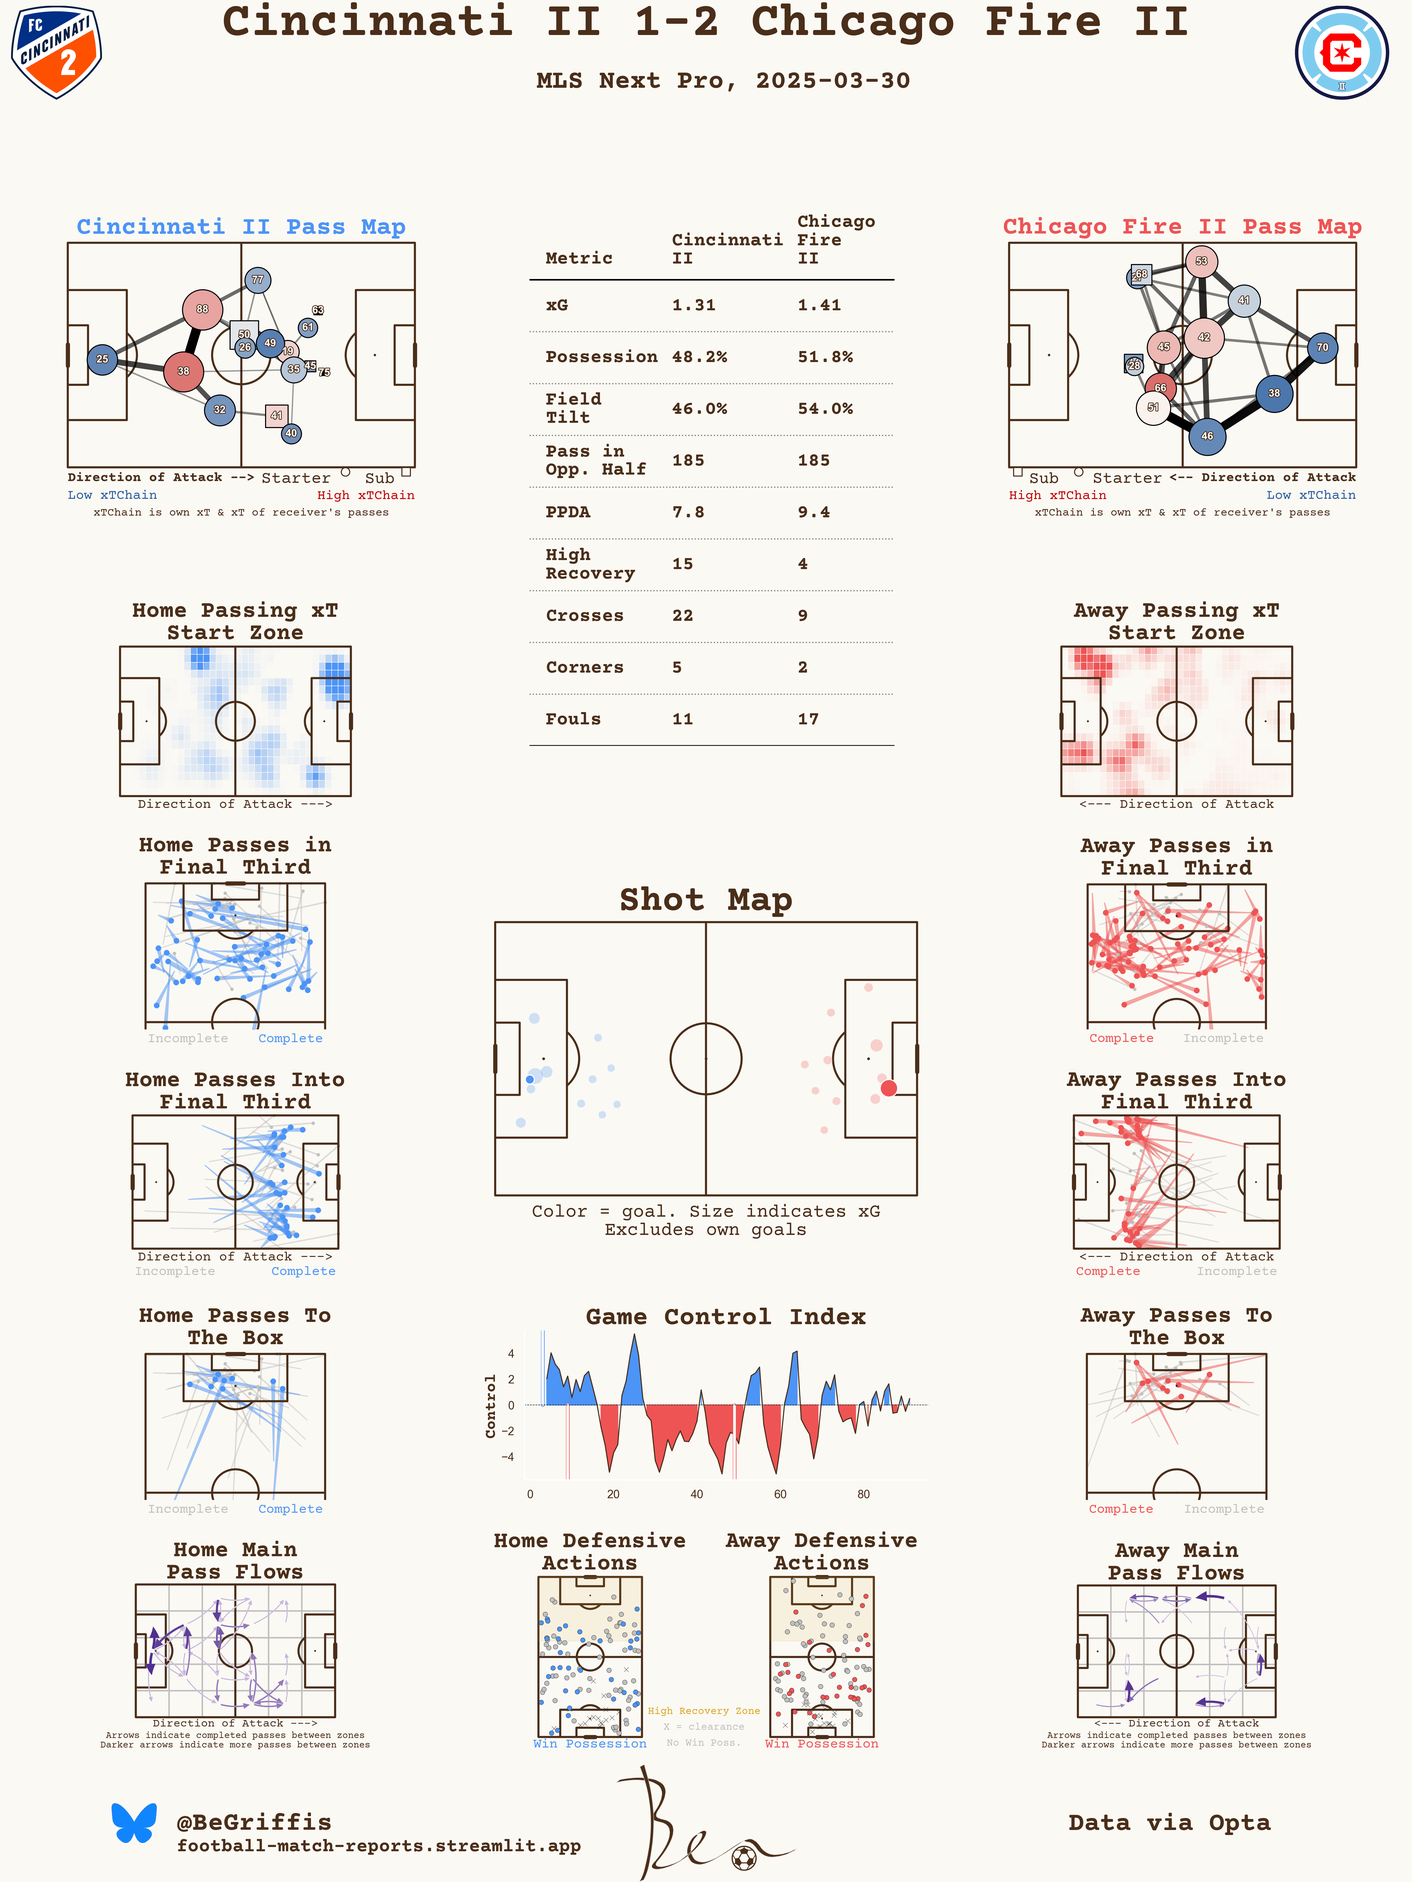 Cincinnati II 1-2 Chicago Fire II
MLS Next Pro, 2025-03-30
FC
CINCINNATI
2
II
Cincinnati II Pass Map
77
88
63
61
50
26
49
19
25
38
35
45
75
32
41
40
Direction of Attack --> Starter Sub
Low xTChain High xTChain
xTChain is own xT & xT of receiver's passes
Metric Cincinnati II Chicago Fire II
xG 1.31 1.41
Possession 48.2% 51.8%
Field Tilt 46.0% 54.0%
Pass in Opp. Half 185 185
PPDA 7.8 9.4
High Recovery 15 4
Crosses 22 9
Corners 5 2
Fouls 11 17
Chicago Fire II Pass Map
53
68
41
42
45
70
28
66
38
51
46
Sub Starter <-- Direction of Attack
High xTChain Low xTChain
xTChain is own xT & xT of receiver's passes
Home Passing xT
Start Zone
Direction of Attack --->
Away Passing xT
Start Zone
<--- Direction of Attack
Home Passes in
Final Third
Incomplete Complete
Away Passes in
Final Third
Complete Incomplete
Shot Map
Color = goal. Size indicates xG
Excludes own goals
Home Passes Into
Final Third
Direction of Attack --->
Incomplete Complete
Away Passes Into
Final Third
<--- Direction of Attack
Complete Incomplete
Home Passes To
The Box
Incomplete Complete
Game Control Index
Control
4
2
0
−2
−4
0 20 40 60 80
Away Passes To
The Box
Complete Incomplete
Home Main
Pass Flows
Direction of Attack --->
Arrows indicate completed passes between zones
Darker arrows indicate more passes between zones
Home Defensive
Actions
Win Possession
High Recovery Zone
X = clearance
No Win Poss.
Away Defensive
Actions
Win Possession
Away Main
Pass Flows
<--- Direction of Attack
Arrows indicate completed passes between zones
Darker arrows indicate more passes between zones
@BeGriffis
football-match-reports.streamlit.app
Ben
Data via Opta